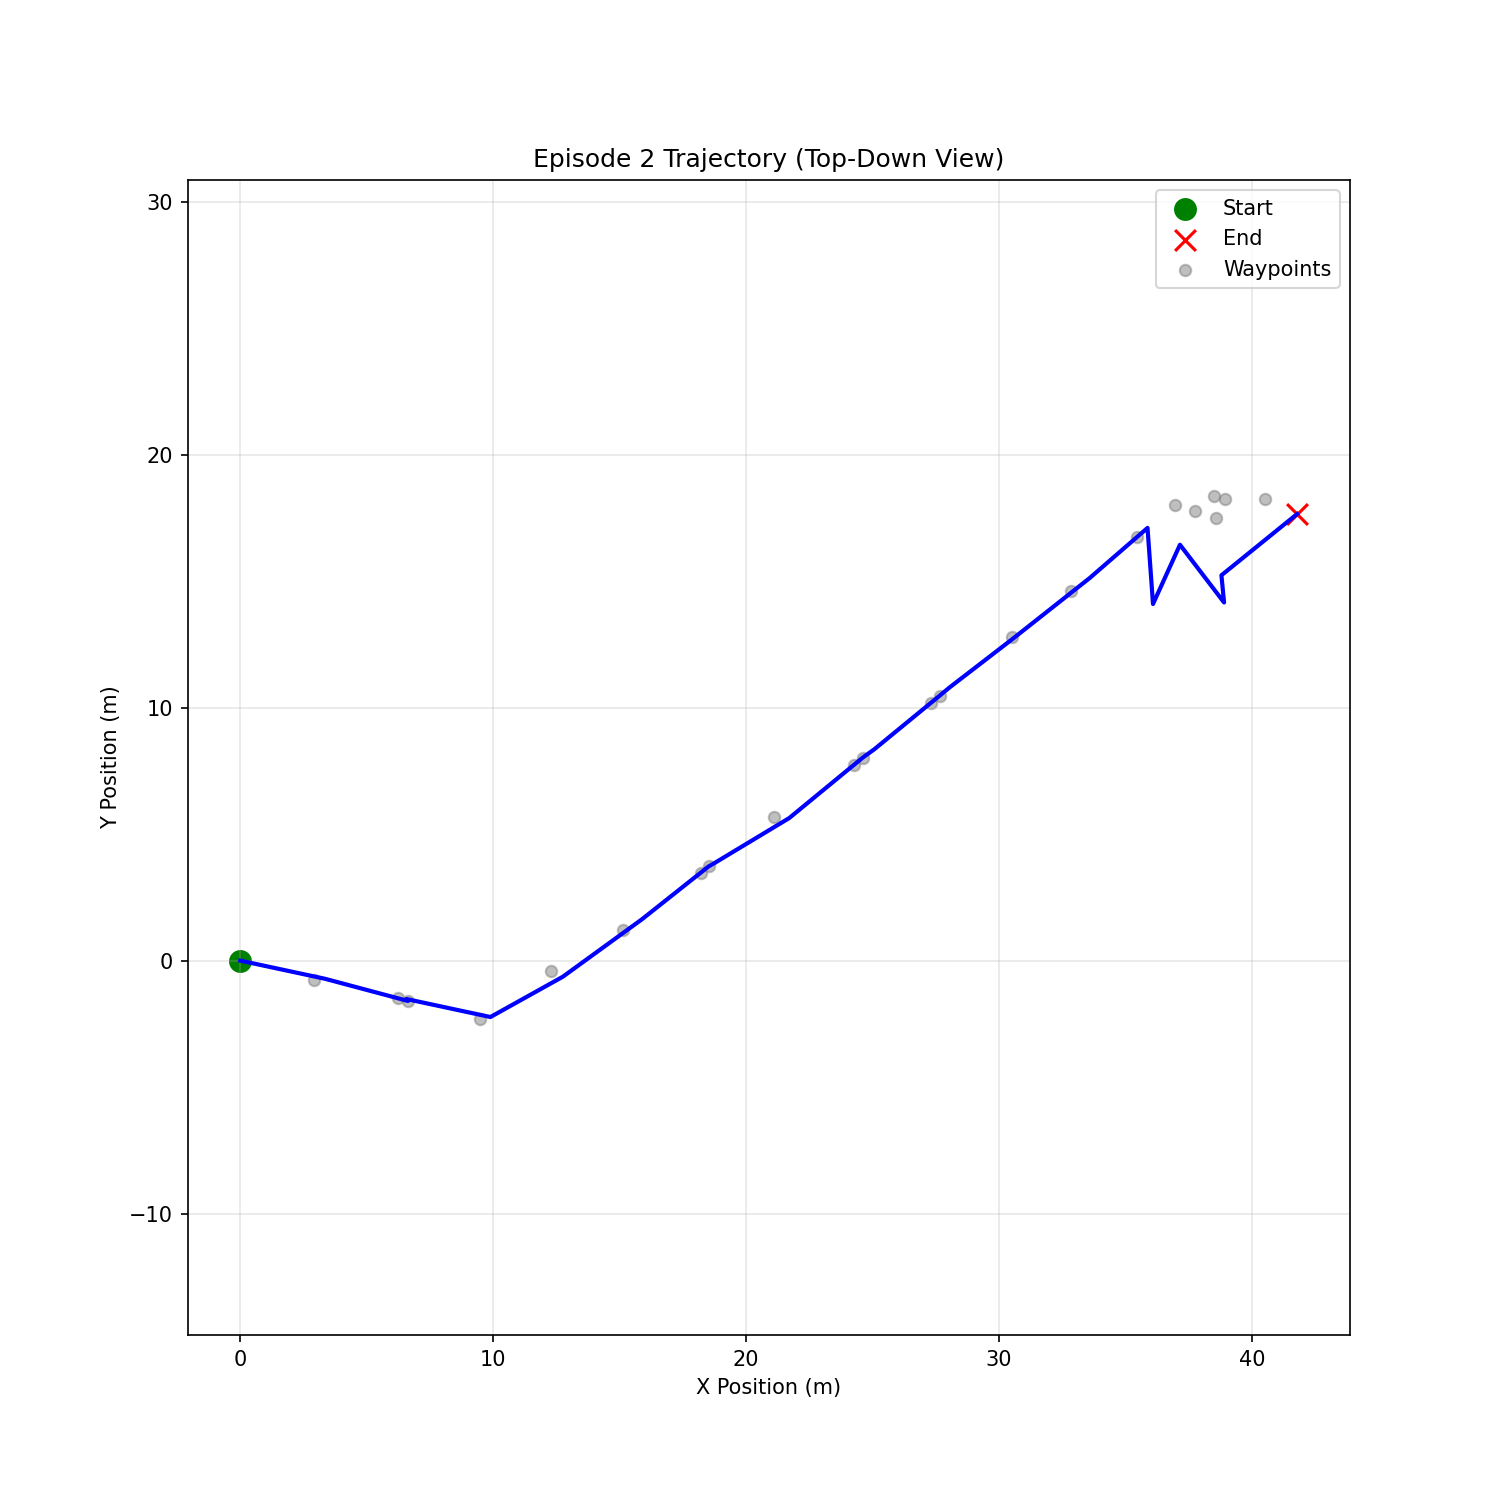 Episode 2 Trajectory (Top-Down View)
Start
End
Waypoints
30
20
10
0
−10
Y Position (m)
0 10 20 30 40
X Position (m)